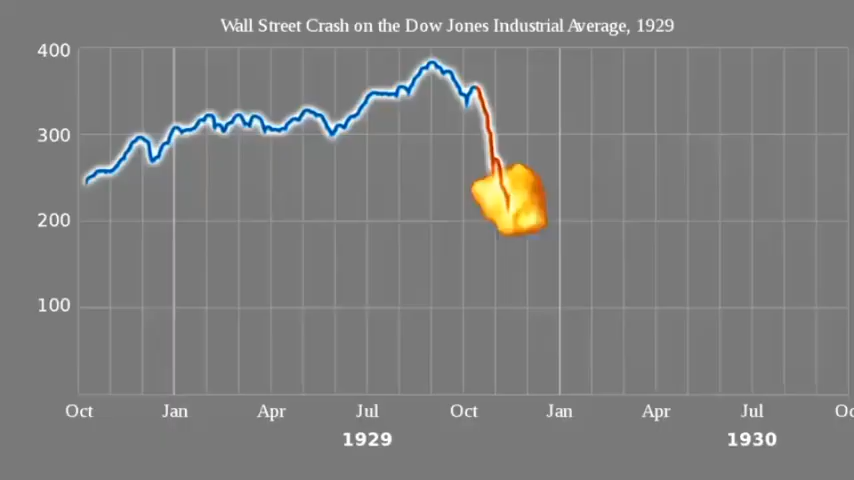 Wall Street Crash on the Dow Jones Industrial Average, 1929
400
300
200
100
Oct Jan Apr Jul Oct Jan Apr Jul Oc
1929 1930